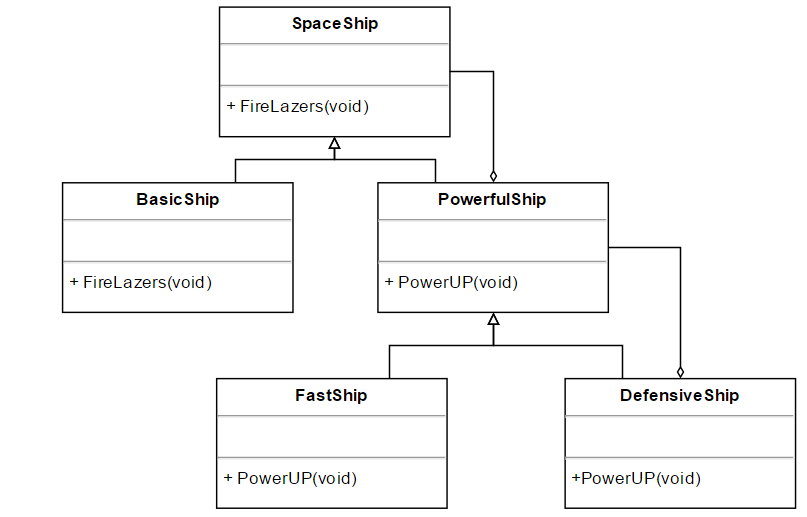 SpaceShip
+ FireLazers(void)
BasicShip
PowerfulShip
+ FireLazers(void)
+ PowerUP(void)
FastShip
DefensiveShip
+ PowerUP(void)
+PowerUP(void)